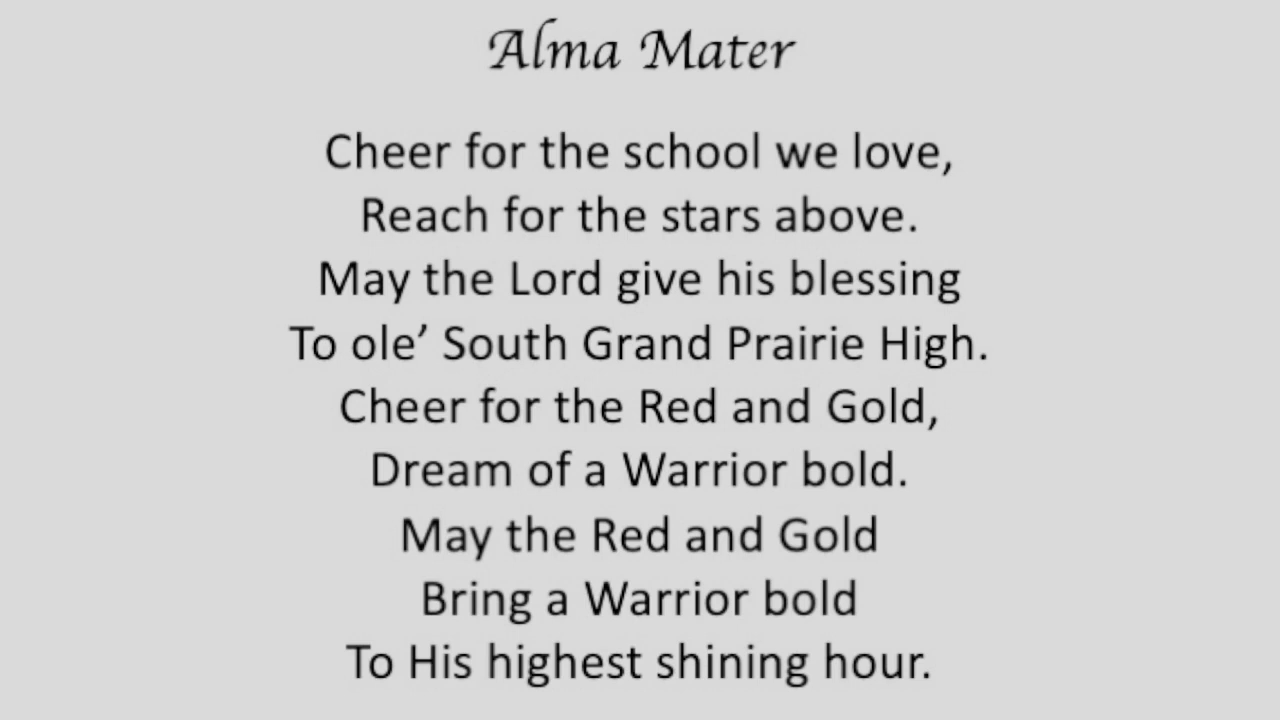 Alma Mater
Cheer for the school we love,
Reach for the stars above.
May the Lord give his blessing
To ole’ South Grand Prairie High.
Cheer for the Red and Gold,
Dream of a Warrior bold.
May the Red and Gold
Bring a Warrior bold
To His highest shining hour.